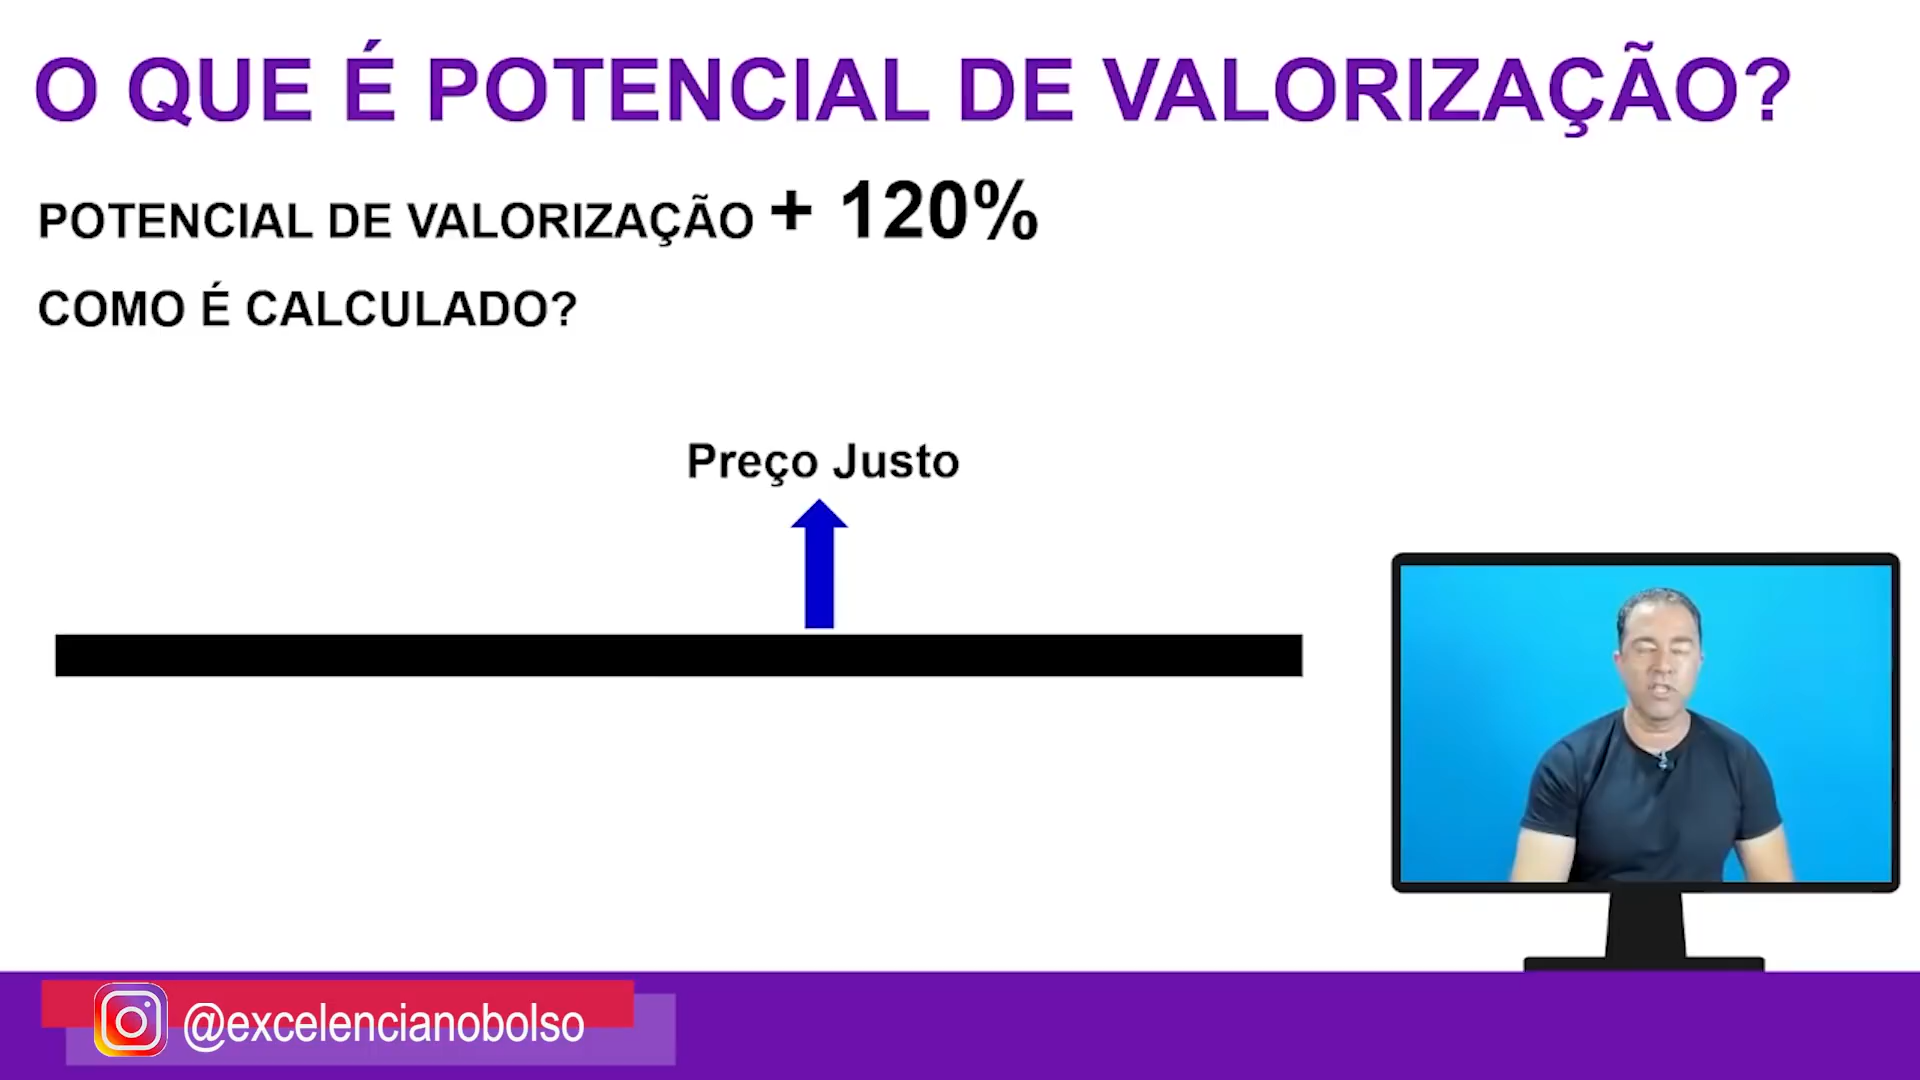 O QUE É POTENCIAL DE VALORIZAÇÃO?
POTENCIAL DE VALORIZAÇÃO + 120%
COMO É CALCULADO?
Preço Justo
@excelencianobolso